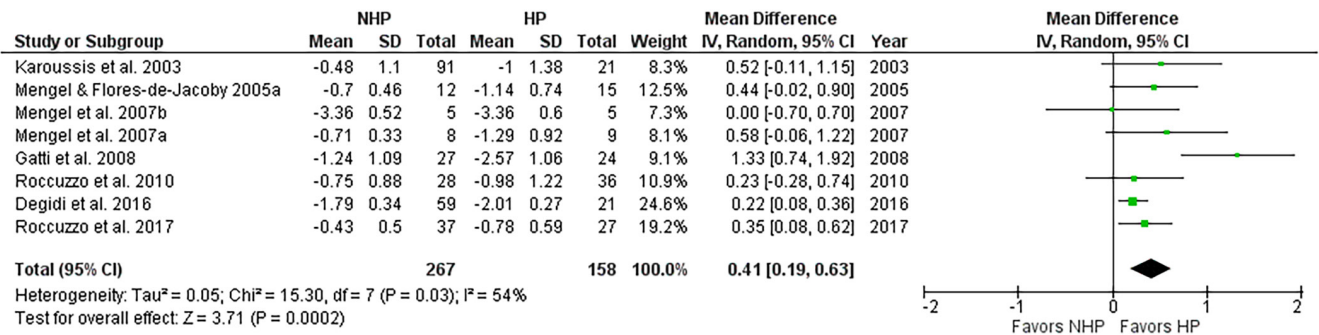 NHP HP Mean Difference Mean Difference
Study or Subgroup Mean SD Total Mean SD Total Weight IV, Random, 95% CI Year IV, Random, 95% CI
Karoussis et al. 2003 -0.48 1.1 91 -1 1.38 21 8.3% 0.52 [-0.11, 1.15] 2003
Mengel & Flores-de-Jacoby 2005a -0.7 0.46 12 -1.14 0.74 15 12.5% 0.44 [-0.02, 0.90] 2005
Mengel et al. 2007b -3.36 0.52 5 -3.36 0.6 5 7.3% 0.00 [-0.70, 0.70] 2007
Mengel et al. 2007a -0.71 0.33 8 -1.29 0.92 9 8.1% 0.58 [-0.06, 1.22] 2007
Gatti et al. 2008 -1.24 1.09 27 -2.57 1.06 24 9.1% 1.33 [0.74, 1.92] 2008
Roccuzzo et al. 2010 -0.75 0.88 28 -0.98 1.22 36 10.9% 0.23 [-0.28, 0.74] 2010
Degidi et al. 2016 -1.79 0.34 59 -2.01 0.27 21 24.6% 0.22 [0.08, 0.36] 2016
Roccuzzo et al. 2017 -0.43 0.5 37 -0.78 0.59 27 19.2% 0.35 [0.08, 0.62] 2017
Total (95% CI) 267 158 100.0% 0.41 [0.19, 0.63]
Heterogeneity: Tau² = 0.05; Chi² = 15.30, df = 7 (P = 0.03); I² = 54%
Test for overall effect: Z = 3.71 (P = 0.0002)
-2 -1 0 1 2
Favors NHP Favors HP